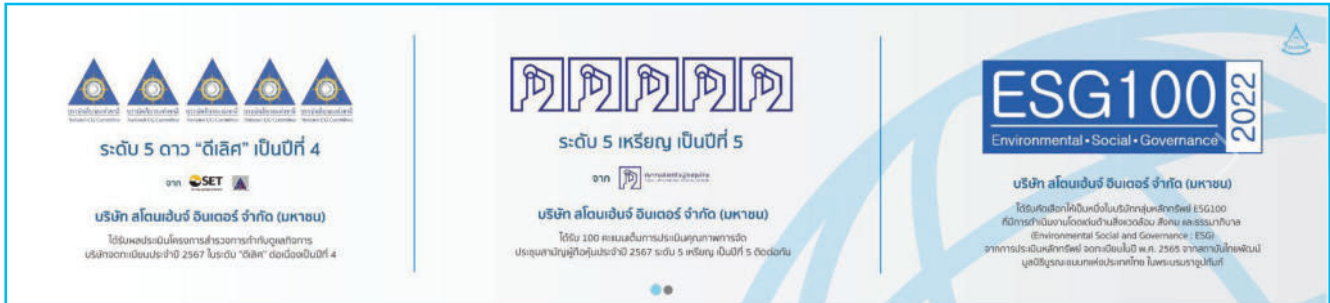 ระดับ 5 ดาว “ดีเลิศ” เป็นปีที่ 4
จาก SET
บริษัท สโตนเฮ้นจ์ อินเตอร์ จำกัด (มหาชน)
ได้รับผลประเมินโครงการสำรวจการกำกับดูแลกิจการ
บริษัทจดทะเบียนประจำปี 2567 ในระดับ "ดีเลิศ" ต่อเนื่องเป็นปีที่ 4
ระดับ 5 เหรียญ เป็นปีที่ 5
จาก
บริษัท สโตนเฮ้นจ์ อินเตอร์ จำกัด (มหาชน)
ได้รับ 100 คะแนนเต็มการประเมินคุณภาพการจัด
ประชุมสามัญผู้ถือหุ้นประจำปี 2567 ระดับ 5 เหรียญ เป็นปีที่ 5 ติดต่อกัน
ESG100
2022
Environmental • Social • Governance
บริษัท สโตนเฮ้นจ์ อินเตอร์ จำกัด (มหาชน)
ได้รับคัดเลือกให้เป็นหนึ่งในบริษัทกลุ่มหลักทรัพย์ ESG100
ที่มีการดำเนินงานโดดเด่นด้านสิ่งแวดล้อม สังคม และธรรมาภิบาล
(Environmental Social and Governance : ESG)
จากการประเมินหลักทรัพย์ จดทะเบียนในปี พ.ศ. 2565 จากสถาบันไทยพัฒน์
มูลนิธิบูรณะชนบทแห่งประเทศไทย ในพระบรมราชูปถัมภ์